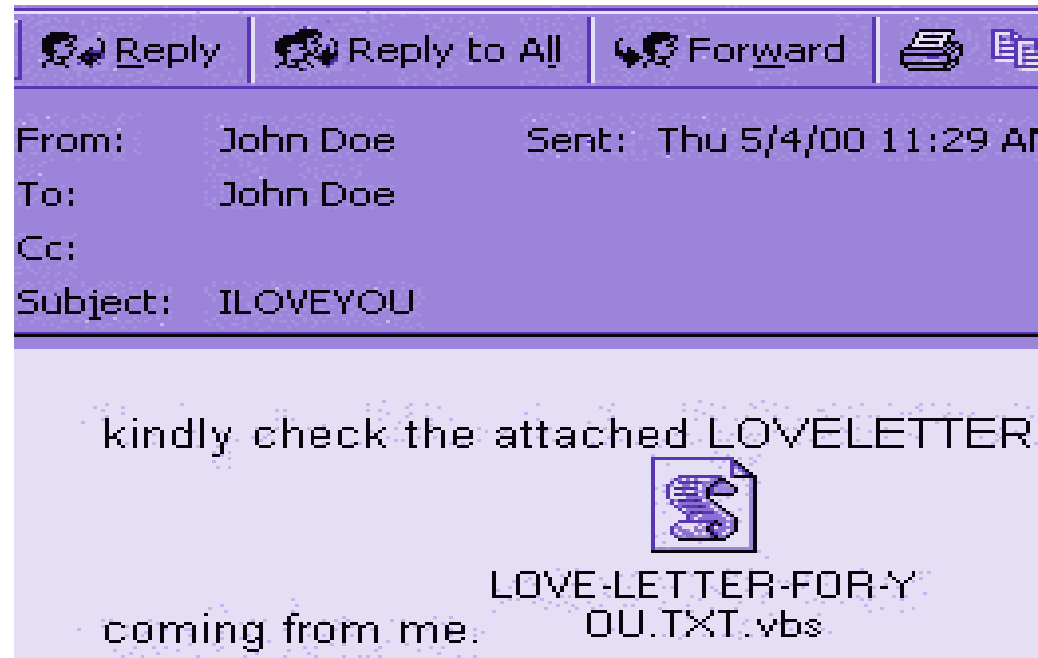 Reply Reply to All Forward
From: John Doe Sent: Thu 5/4/00 11:29 AM
To: John Doe
Cc:
Subject: ILOVEYOU
kindly check the attached LOVELETTER
LOVE-LETTER-FOR-Y
OU.TXT.vbs
coming from me.